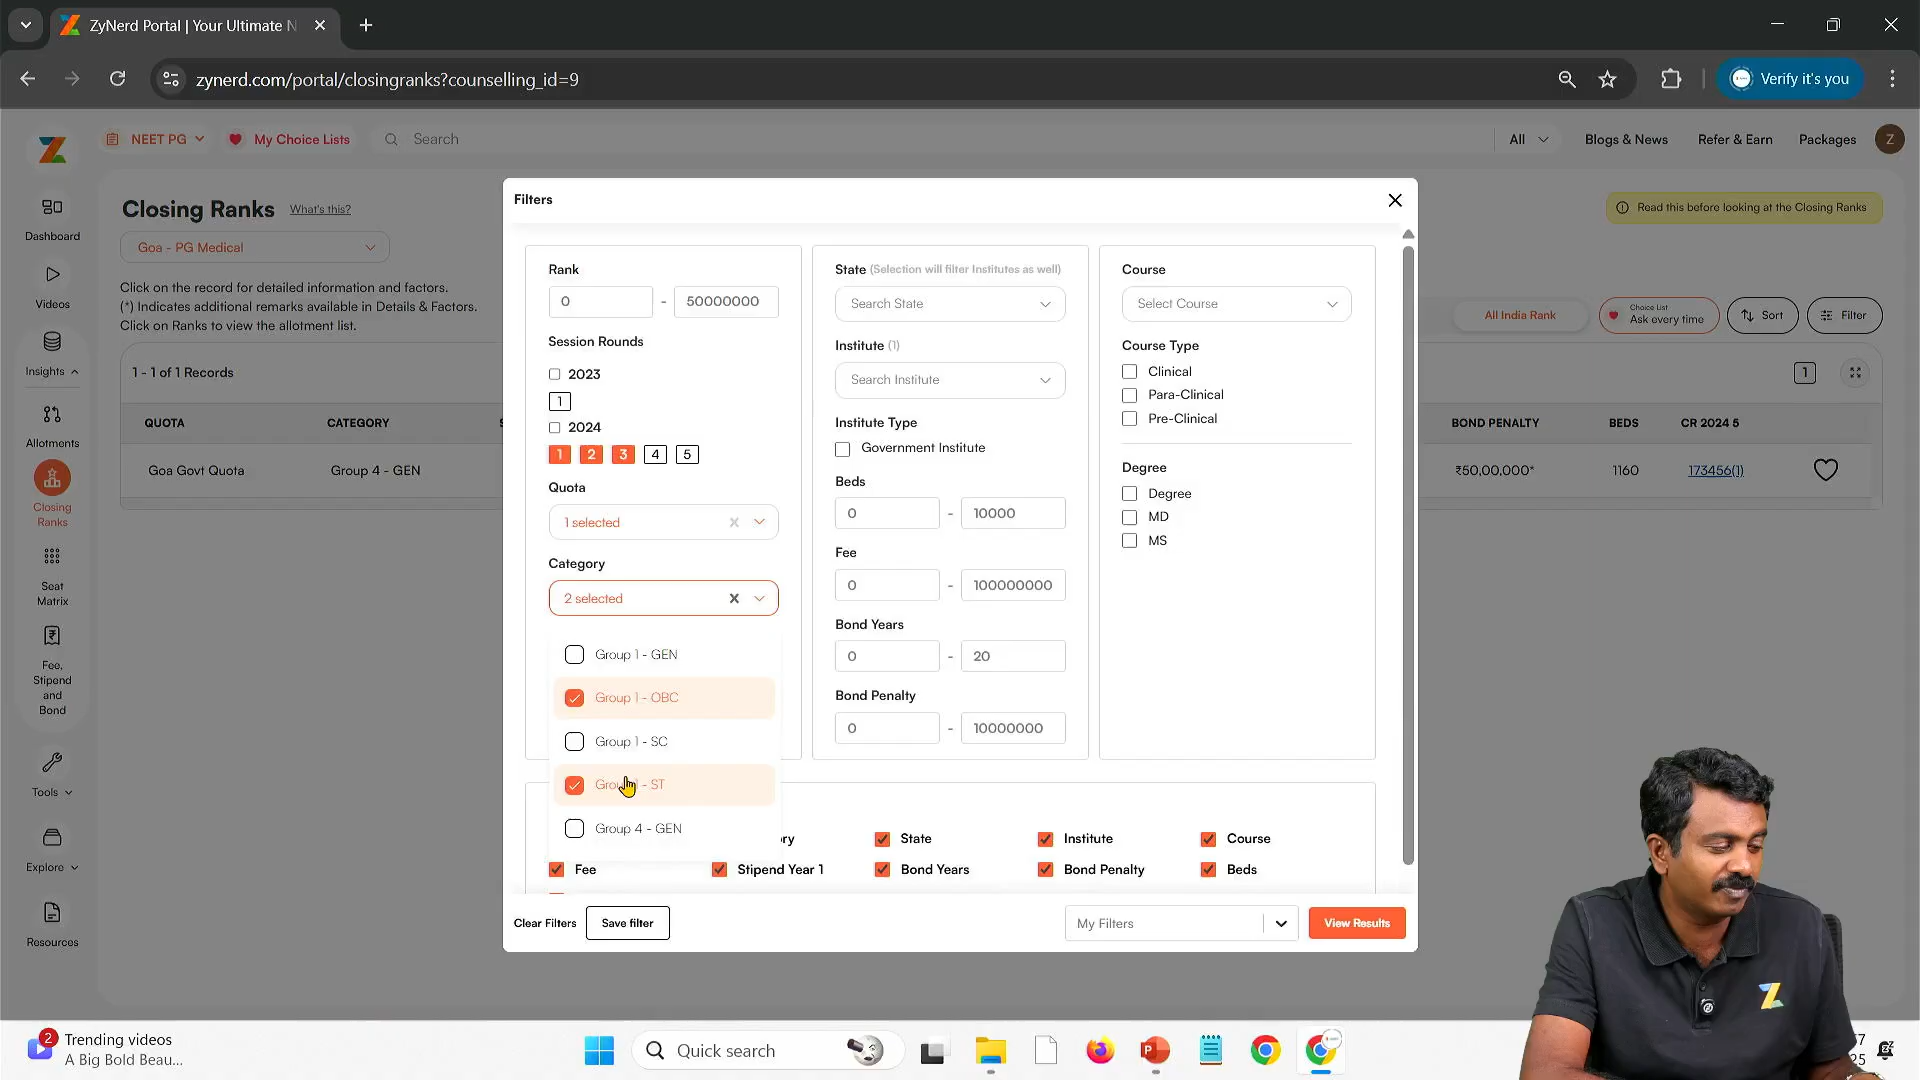 ZyNerd Portal | Your Ultimate N
zynerd.com/portal/closingranks?counselling_id=9
Verify it's you
NEET PG
My Choice Lists
Search
All
Blogs & News
Refer & Earn
Packages
Z
Dashboard
Videos
Insights
Allotments
Closing
Ranks
Seat
Matrix
Fee,
Stipend
and
Bond
Tools
Explore
Resources
Closing Ranks
What's this?
Goa - PG Medical
Click on the record for detailed information and factors.
(*) Indicates additional remarks available in Details & Factors.
Click on Ranks to view the allotment list.
1 - 1 of 1 Records
QUOTA
CATEGORY
Goa Govt Quota
Group 4 - GEN
Read this before looking at the Closing Ranks
All India Rank
Choice List
Ask every time
Sort
Filter
1
BOND PENALTY
BEDS
CR 2024 5
₹50,00,000*
1160
173456(1)
Filters
Rank
0 - 50000000
Session Rounds
2023
1
2024
1 2 3 4 5
Quota
1 selected
Category
2 selected
Group 1 - GEN
Group 1 - OBC
Group 1 - SC
- ST
Group 4 - GEN
State (Selection will filter Institutes as well)
Search State
Institute (1)
Search Institute
Institute Type
Government Institute
Beds
0 - 10000
Fee
0 - 100000000
Bond Years
0 - 20
Bond Penalty
0 - 10000000
Course
Select Course
Course Type
Clinical
Para-Clinical
Pre-Clinical
Degree
Degree
MD
MS
State
Institute
Course
Fee
Stipend Year 1
Bond Years
Bond Penalty
Beds
Clear Filters
Save filter
My Filters
View Results
2
Trending videos
A Big Bold Beau...
Quick search